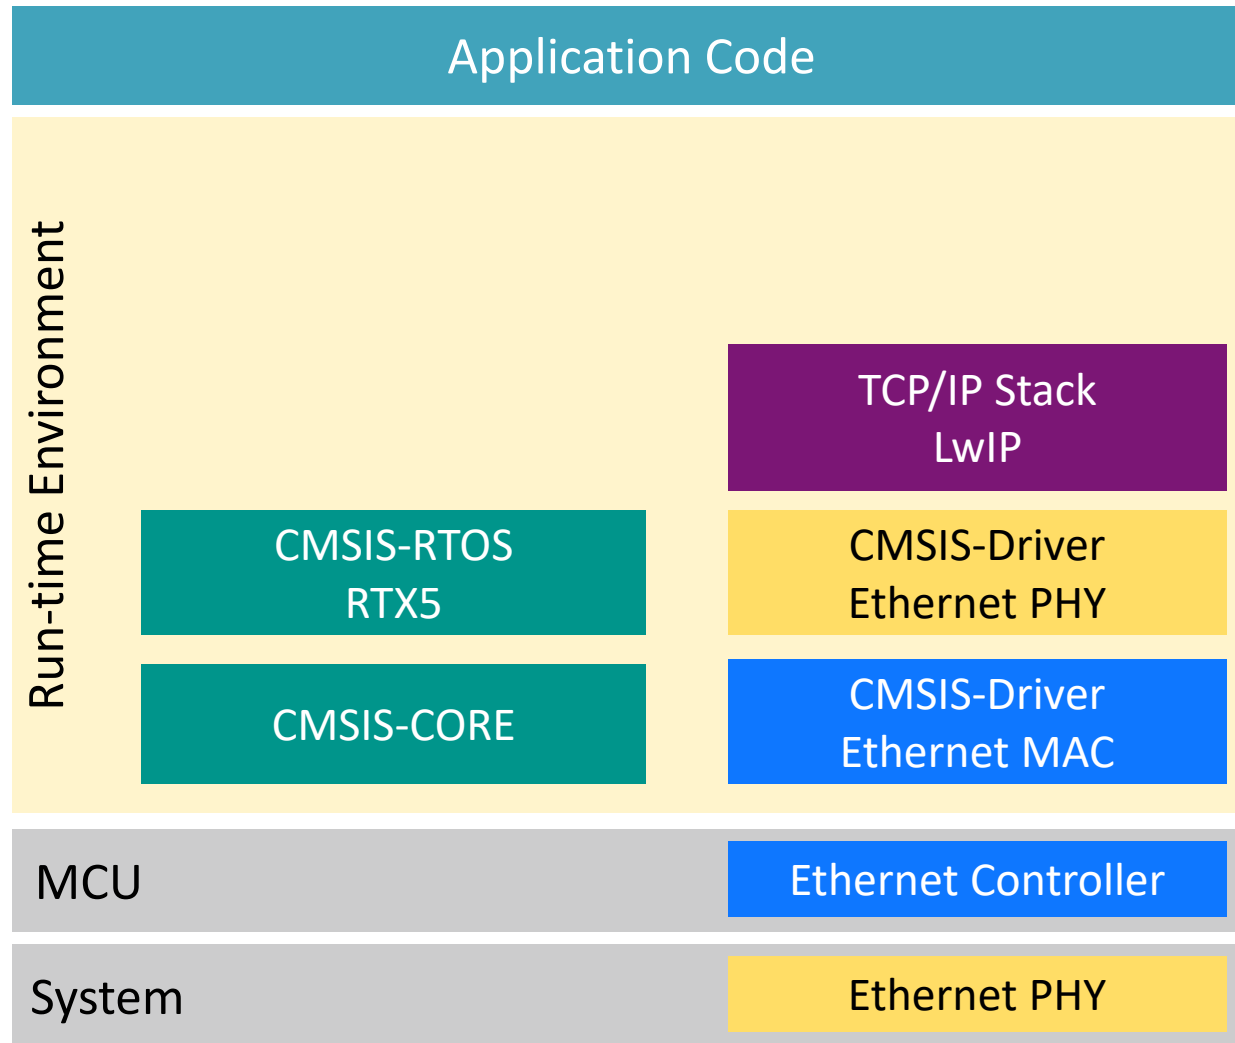 Application Code
Run-time Environment
TCP/IP Stack
LwIP
CMSIS-RTOS
RTX5
CMSIS-Driver
Ethernet PHY
CMSIS-CORE
CMSIS-Driver
Ethernet MAC
MCU
Ethernet Controller
System
Ethernet PHY